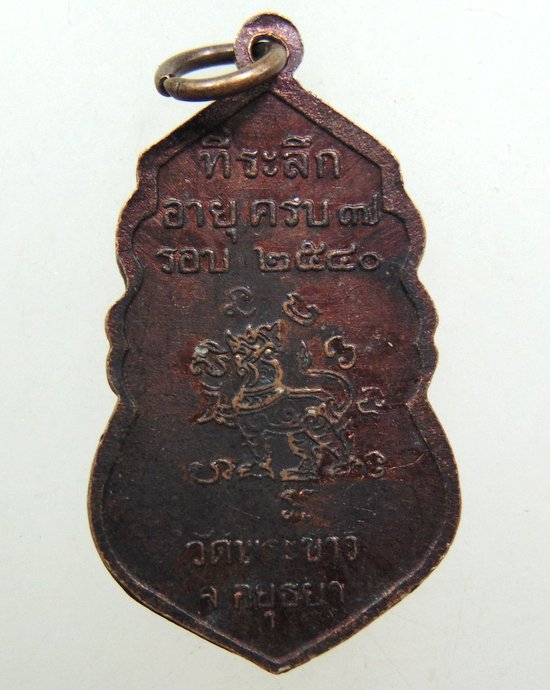 ที่ระลึก
อายุครบ ๗
รอบ ๒๕๔๐
วัดพระขาว
จ.อยุธยา